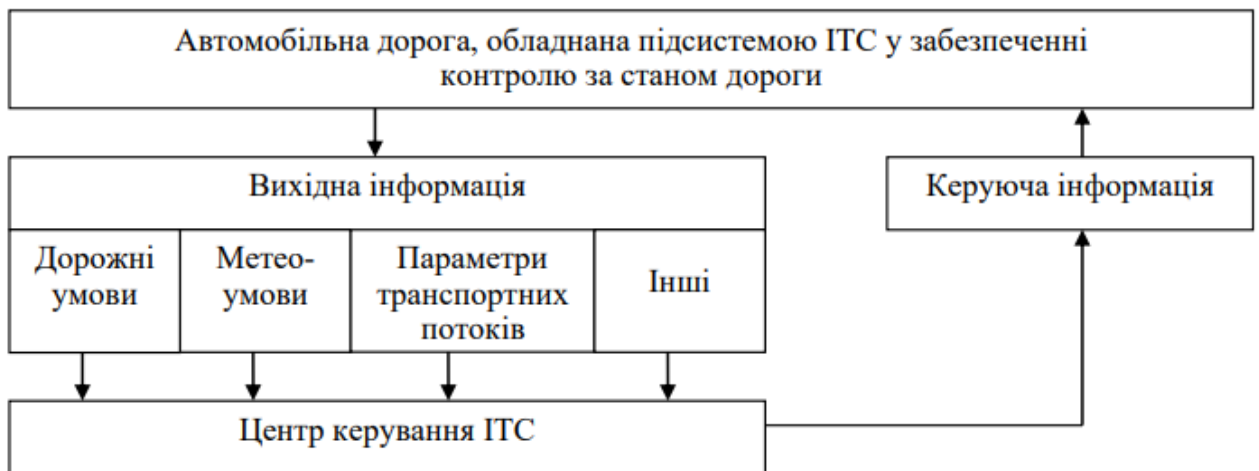 Автомобільна дорога, обладнана підсистемою ІТС у забезпеченні
контролю за станом дороги
Вихідна інформація
Керуюча інформація
Дорожні
умови
Метео-
умови
Параметри
транспортних
потоків
Інші
Центр керування ІТС